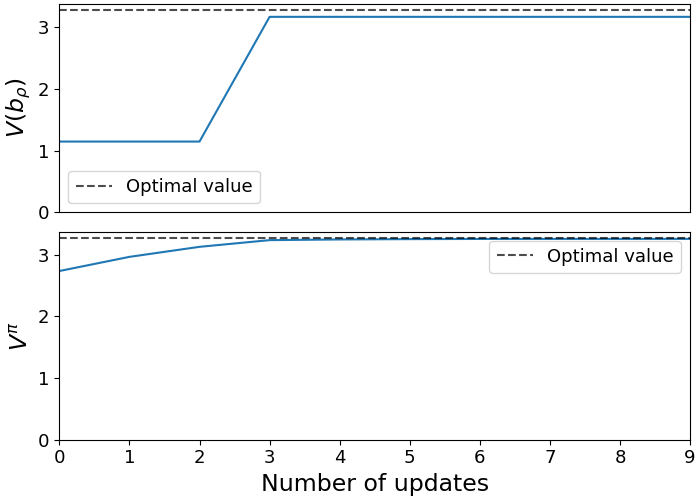 3
2
1
0
V(b_ρ)
Optimal value
3
2
1
0
V^π
Optimal value
0 1 2 3 4 5 6 7 8 9
Number of updates